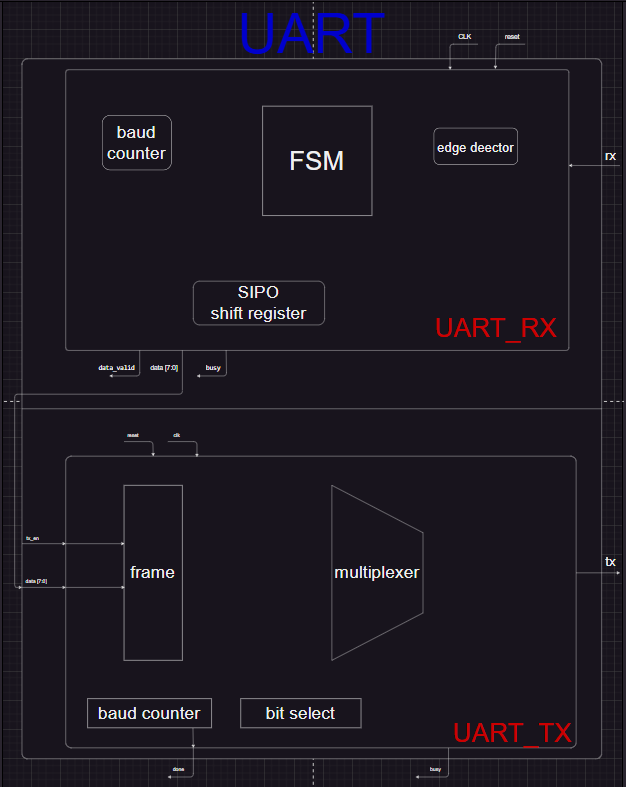 UART
CLK
reset
baud
counter
FSM
edge deector
rx
SIPO
shift register
UART_RX
data_valid
data [7:0]
busy
reset
clk
tx_en
data [7:0]
frame
multiplexer
tx
baud counter
bit select
UART_TX
done
busy